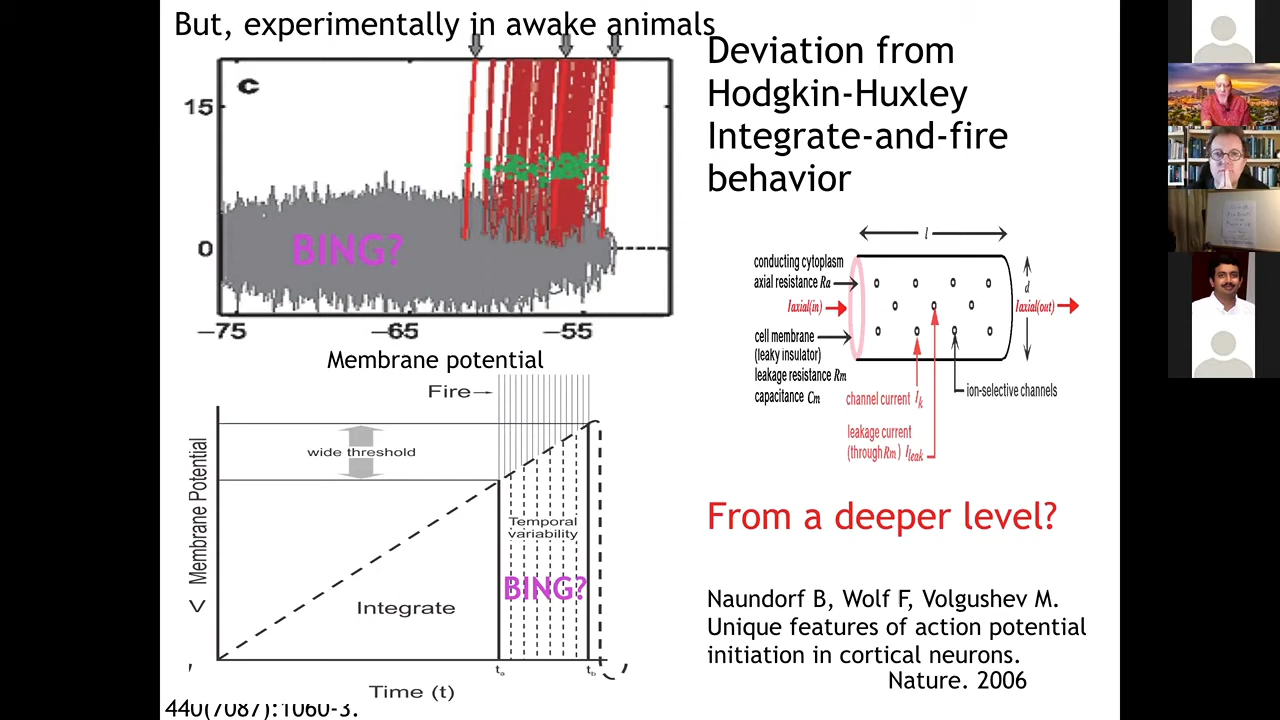 But, experimentally in awake animals
c
15
0
BING?
−75
−65
−55
Membrane potential
Fire→
wide threshold
Temporal
variability
BING?
Integrate
< Membrane Potential
Time (t)
440(7087):1060-3.
Deviation from
Hodgkin-Huxley
Integrate-and-fire
behavior
l
conducting cytoplasm
axial resistance Ra
Iaxial(in)
cell membrane
(leaky insulator)
leakage resistance Rm
capacitance Cm
d
Iaxial(out)
ion-selective channels
channel current Ik
leakage current
(through Rm) Ileak
From a deeper level?
Naundorf B, Wolf F, Volgushev M.
Unique features of action potential
initiation in cortical neurons.
Nature. 2006